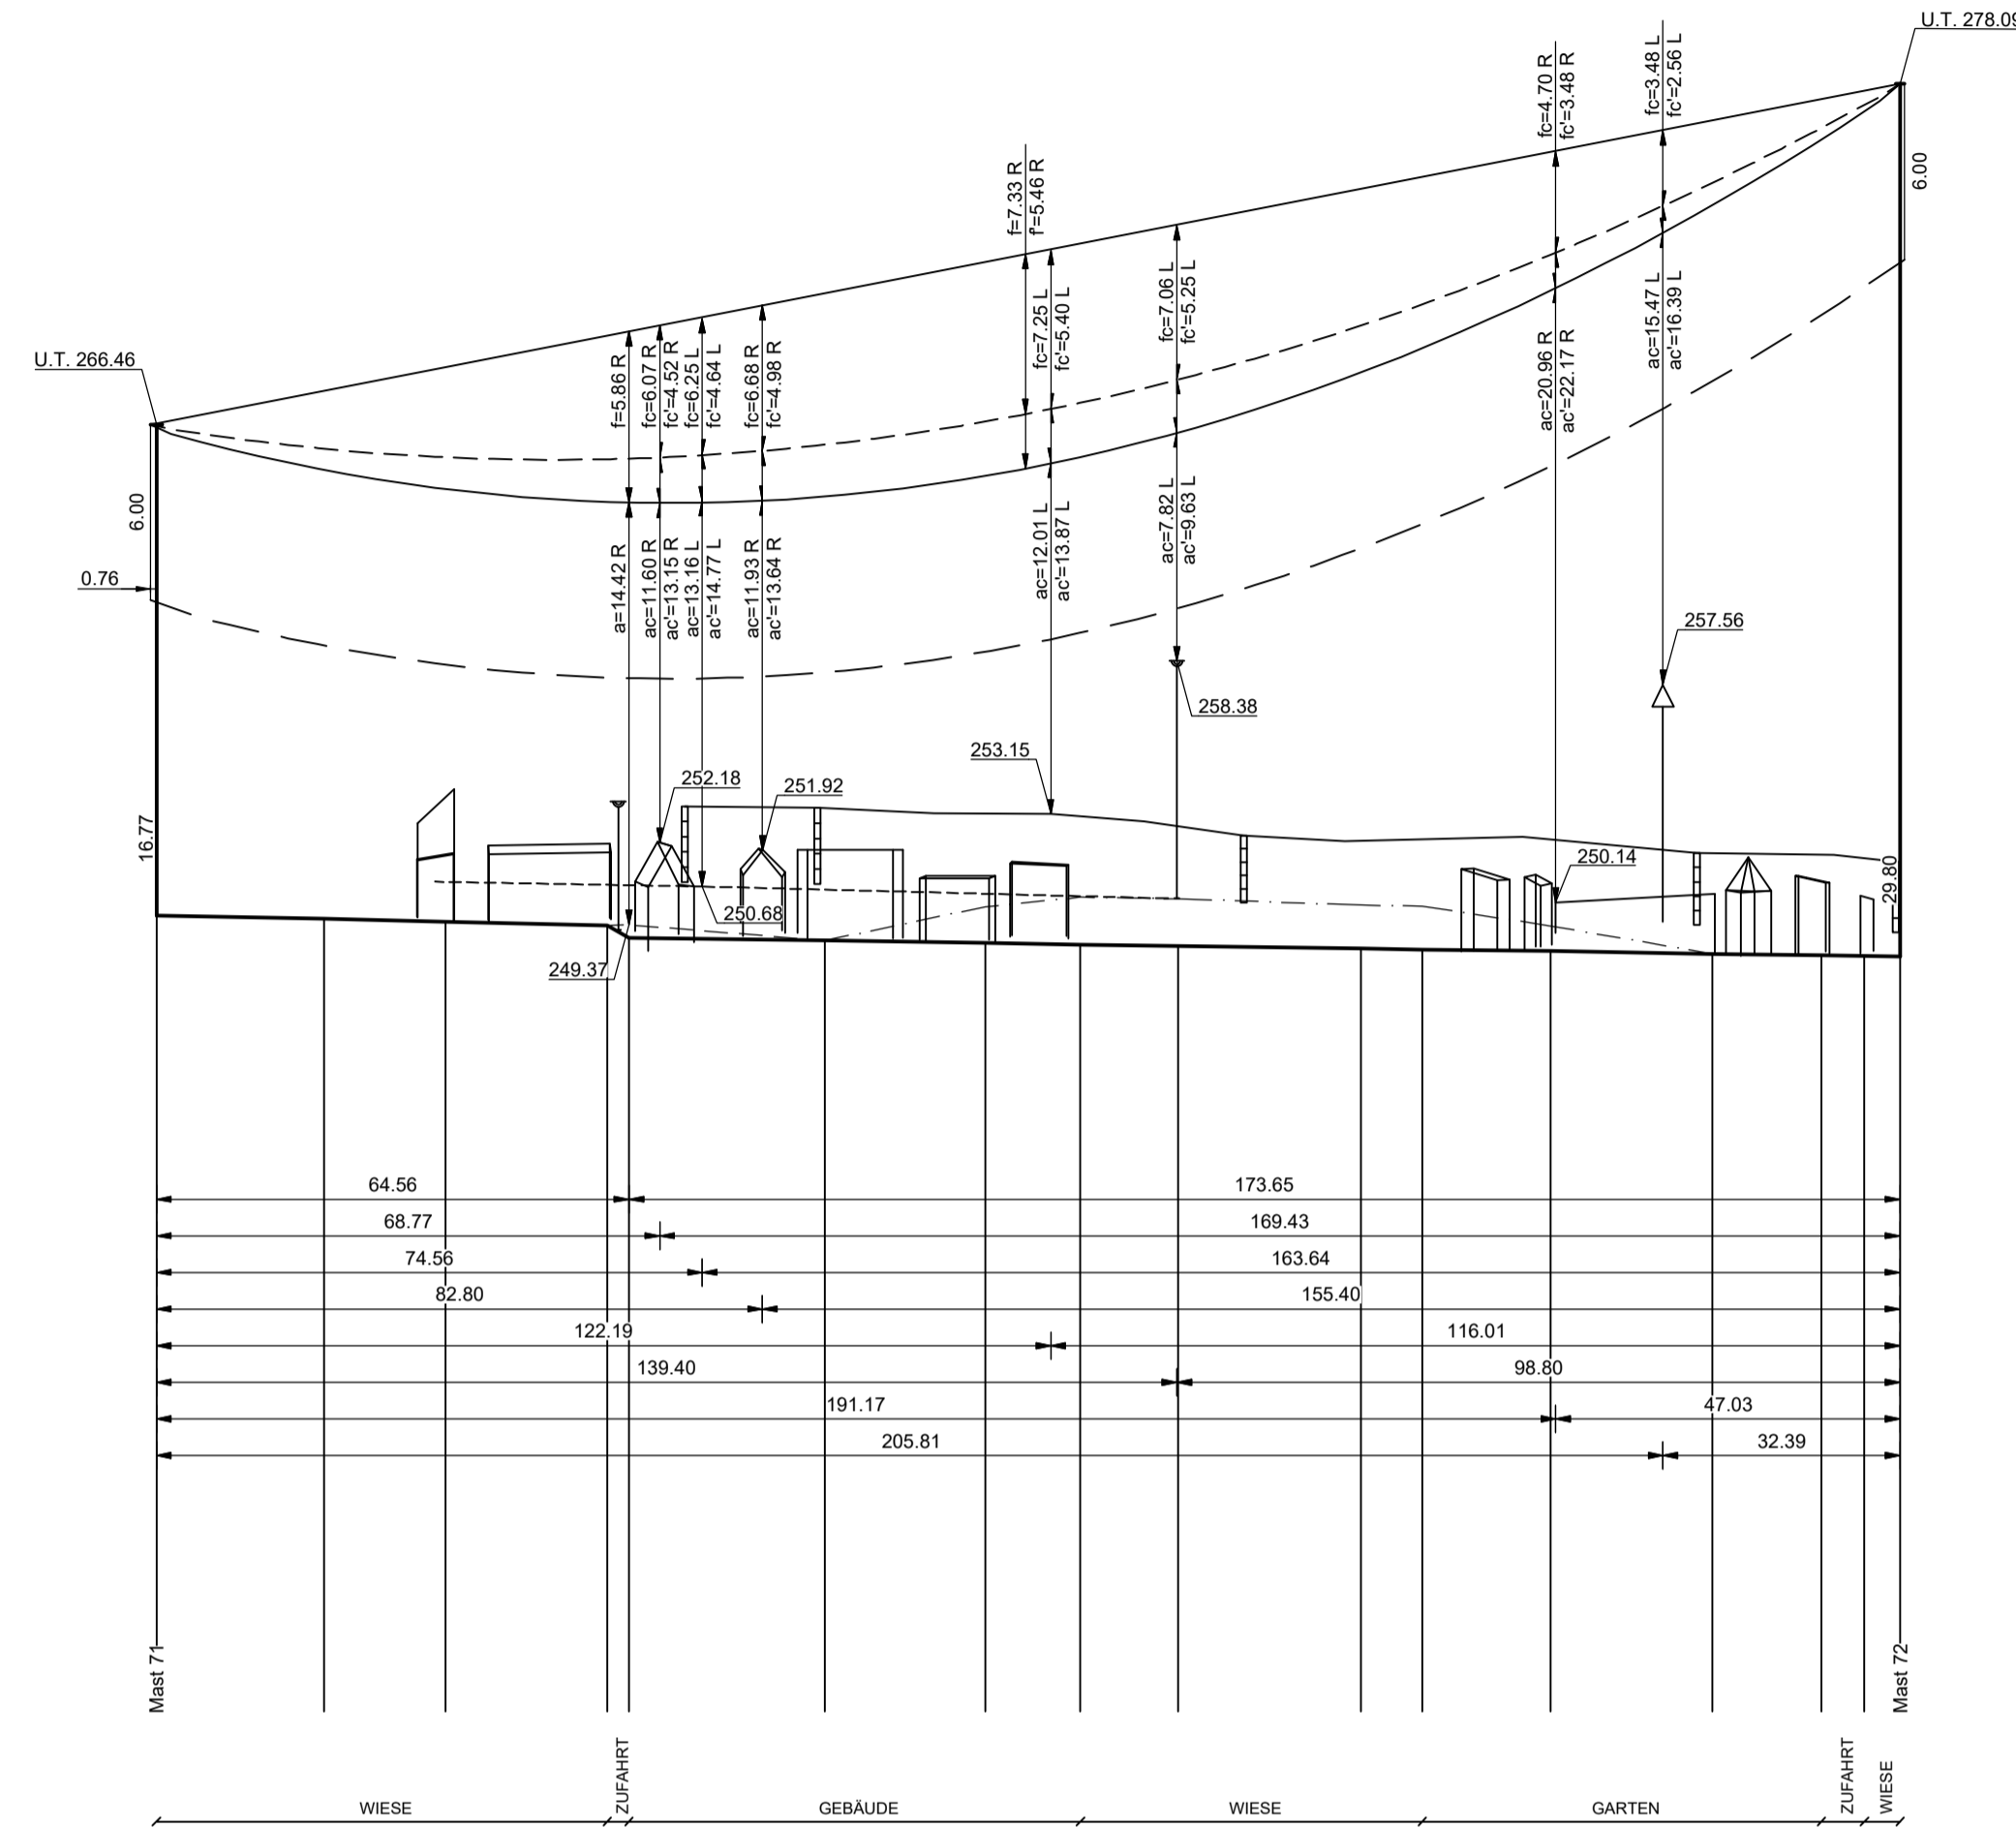 U.T. 278.09
fc=4.70 R
fc'=3.48 R
fc=3.48 L
fc'=2.56 L
6.00
f=7.33 R
f'=5.46 R
fc=7.25 L
fc'=5.40 L
fc=7.06 L
fc'=5.25 L
U.T. 266.46
f=5.86 R
fc=6.07 R
fc'=4.52 R
fc=6.25 L
fc'=4.64 L
fc=6.68 R
fc'=4.98 R
ac=20.96 R
ac'=22.17 R
ac=15.47 L
ac'=16.39 L
6.00
0.76
a=14.42 R
ac=11.60 R
ac'=13.15 R
ac=13.16 L
ac'=14.77 L
ac=11.93 R
ac'=13.64 R
ac=12.01 L
ac'=13.87 L
ac=7.82 L
ac'=9.63 L
257.56
258.38
253.15
252.18
251.92
16.77
250.14
29.80
250.68
249.37
64.56
173.65
68.77
169.43
74.56
163.64
82.80
155.40
122.19
116.01
139.40
98.80
191.17
47.03
205.81
32.39
Mast 71
Mast 72
WIESE
ZUFAHRT
GEBÄUDE
WIESE
GARTEN
ZUFAHRT
WIESE